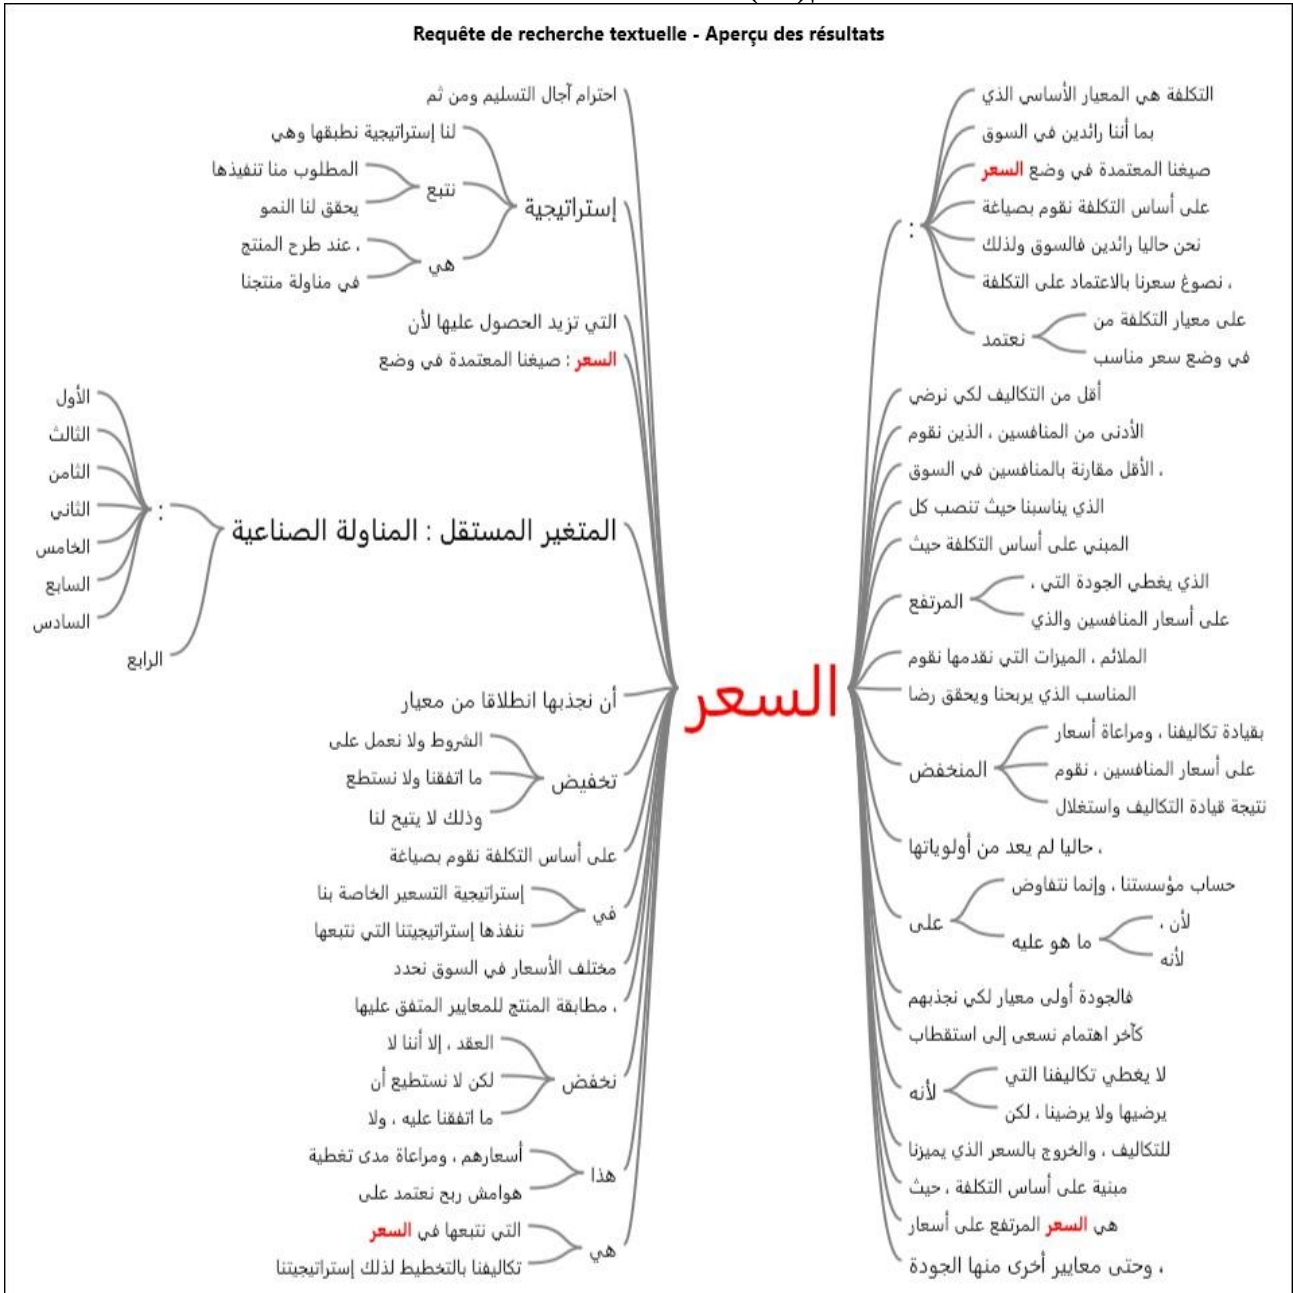 Requête de recherche textuelle - Aperçu des résultats
التكلفة هي المعيار الأساسي الذي
بما أننا رائدين في السوق
صيغنا المعتمدة في وضع السعر
على أساس التكلفة نقوم بصياغة
نحن حاليا رائدين فالسوق ولذلك
، نصوغ سعرنا بالاعتماد على التكلفة
:
على معيار التكلفة من
نعتمد
في وضع سعر مناسب
أقل من التكاليف لكي نرضي
الأدنى من المنافسين ، الذين نقوم
، الأقل مقارنة بالمنافسين في السوق
الذي يناسبنا حيث تنصب كل
المبني على أساس التكلفة حيث
الذي يغطي الجودة التي ،
المرتفع
على أسعار المنافسين والذي
الملائم ، الميزات التي نقدمها نقوم
المناسب الذي يربحنا ويحقق رضا
بقيادة تكاليفنا ، ومراعاة أسعار
المنخفض
على أسعار المنافسين ، نقوم
نتيجة قيادة التكاليف واستغلال
، حاليا لم يعد من أولوياتها
حساب مؤسستنا ، وإنما نتفاوض
على
ما هو عليه
لأن ،
لأنه
فالجودة أولى معيار لكي نجذبهم
كآخر اهتمام نسعى إلى استقطاب
لا يغطي تكاليفنا التي
لأنه
يرضيها ولا يرضينا ، لكن
للتكاليف ، والخروج بالسعر الذي يميزنا
مبنية على أساس التكلفة ، حيث
هي السعر المرتفع على أسعار
، وحتى معايير أخرى منها الجودة
السعر
احترام آجال التسليم ومن ثم
لنا إستراتيجية نطبقها وهي
المطلوب منا تنفيذها
نتبع
يحقق لنا النمو
إستراتيجية
، عند طرح المنتج
هي
في مناولة منتجنا
التي تزيد الحصول عليها لأن
السعر : صيغنا المعتمدة في وضع
المتغير المستقل : المناولة الصناعية
:
الأول
الثالث
الثامن
الثاني
الخامس
السابع
السادس
الرابع
أن نجذبها انطلاقا من معيار
الشروط ولا نعمل على
تخفيض
ما اتفقنا ولا نستطع
وذلك لا يتيح لنا
على أساس التكلفة نقوم بصياغة
إستراتيجية التسعير الخاصة بنا
في
ننفذها إستراتيجيتنا التي نتبعها
مختلف الأسعار في السوق نحدد
، مطابقة المنتج للمعايير المتفق عليها
العقد ، إلا أننا لا
نخفض
لكن لا نستطيع أن
ما اتفقنا عليه ، ولا
أسعارهم ، ومراعاة مدى تغطية
هذا
هوامش ربح نعتمد على
التي نتبعها في السعر
هي
تكاليفنا بالتخطيط لذلك إستراتيجيتنا